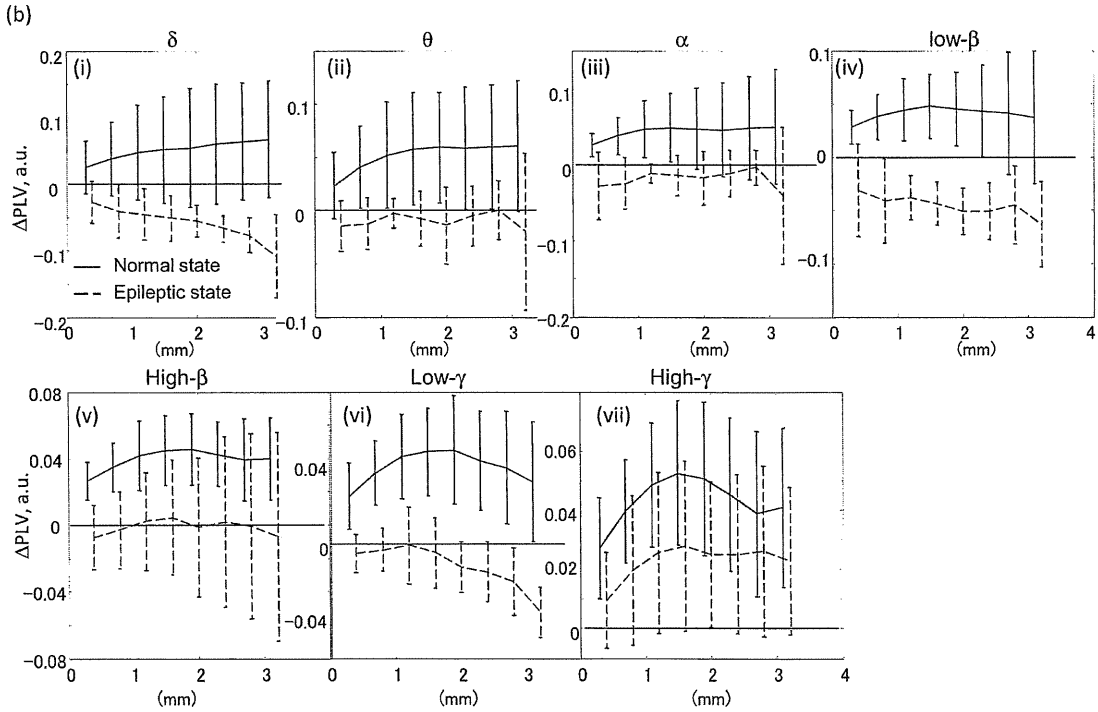 (b)
δ θ α low-β
(i) (ii) (iii) (iv)
0.2 0.1 0.1
0.1 0.1
0 0 0 0
-0.1 -0.1 -0.1
-0.2 -0.1 -0.2
ΔPLV, a.u.
Normal state
Epileptic state
0 1 2 3 0 1 2 3 0 1 2 3 0 1 2 3 4
(mm) (mm) (mm) (mm)
High-β Low-γ High-γ
(v) (vi) (vii)
0.08
0.06
0.04 0.04 0.04
0.02
0 0 0
-0.04 -0.04
-0.08
ΔPLV, a.u.
0 1 2 3 0 1 2 3 0 1 2 3 4
(mm) (mm) (mm)